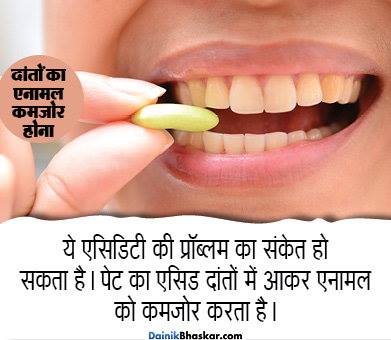 दांतों का
एनामल
कमजोर
होना
ये एसिडिटी की प्रॉब्लम का संकेत हो
सकता है। पेट का एसिड दांतों में आकर एनामल
को कमजोर करता है।
DainikBhaskar.com